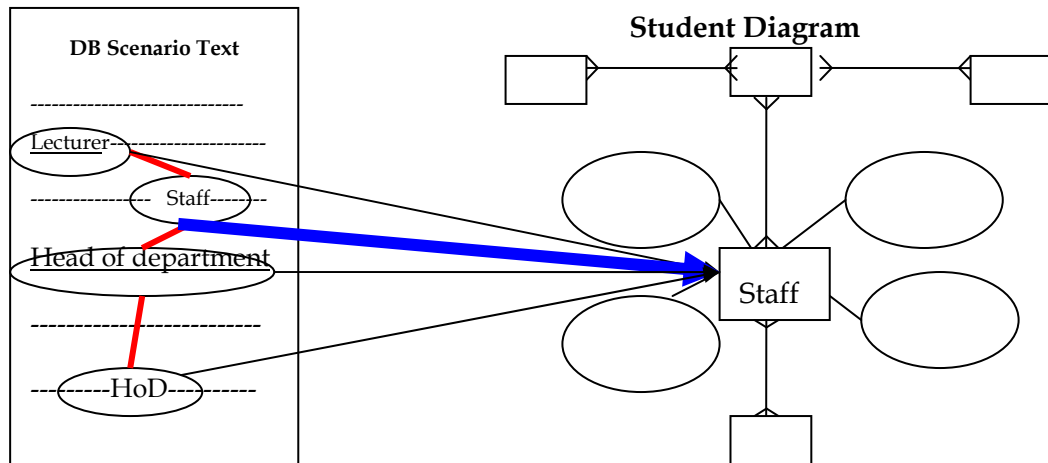 DB Scenario Text
Student Diagram
------------------------------
Lecturer----------------------
----------------- Staff--------
Head of department
--------------------------------
-----------HoD------------
Staff